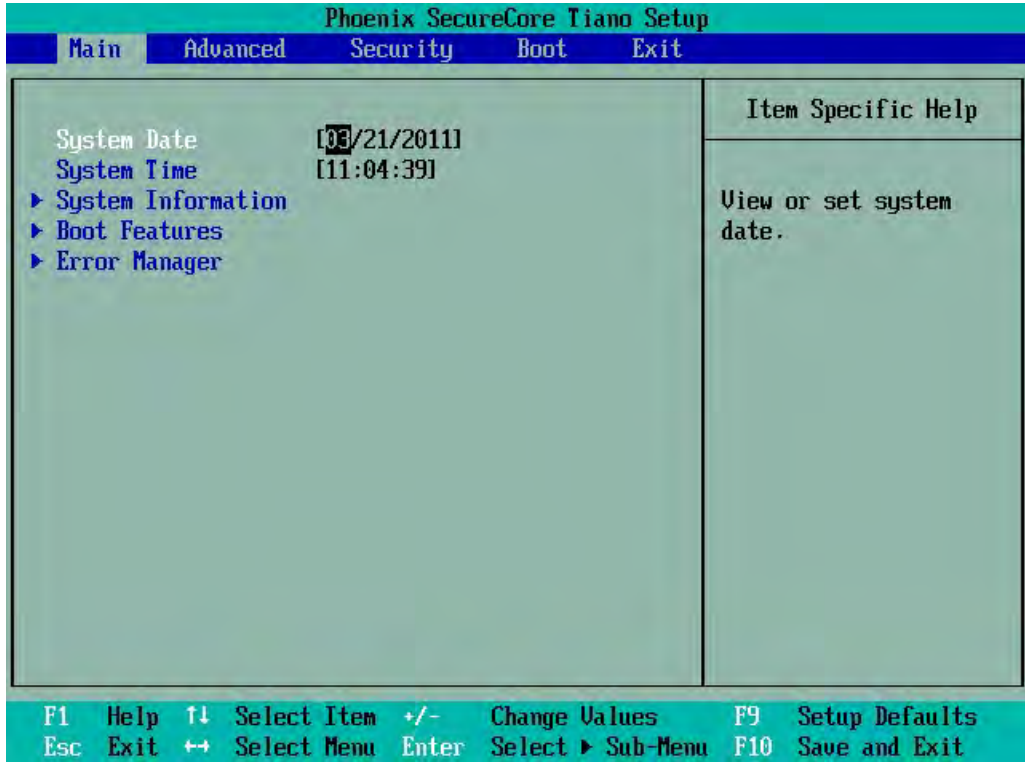 Phoenix SecureCore Tiano Setup
Main Advanced Security Boot Exit
Item Specific Help
System Date [03/21/2011]
System Time [11:04:39]
▶ System Information
▶ Boot Features
▶ Error Manager
View or set system
date.
F1 Help ↑↓ Select Item +/- Change Values F9 Setup Defaults
Esc Exit ↔ Select Menu Enter Select ▶ Sub-Menu F10 Save and Exit